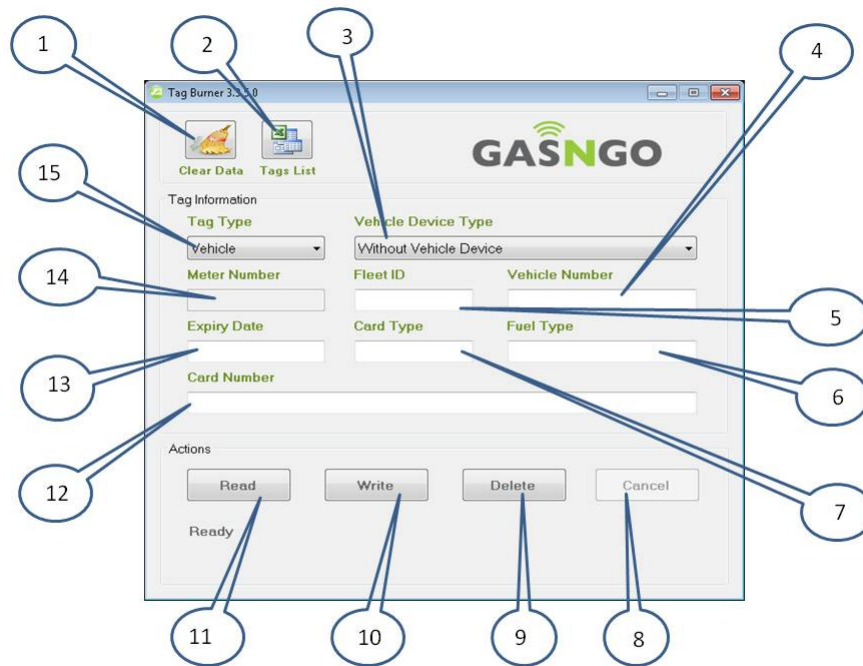 1
2
3
4
Tag Burner 3.3.5.0
Clear Data Tags List
GASNGO
15
Tag Information
Tag Type Vehicle Device Type
Vehicle Without Vehicle Device
14
Meter Number Fleet ID Vehicle Number
5
Expiry Date Card Type Fuel Type
13
6
Card Number
12
Actions
Read Write Delete Cancel
7
Ready
11 10 9 8